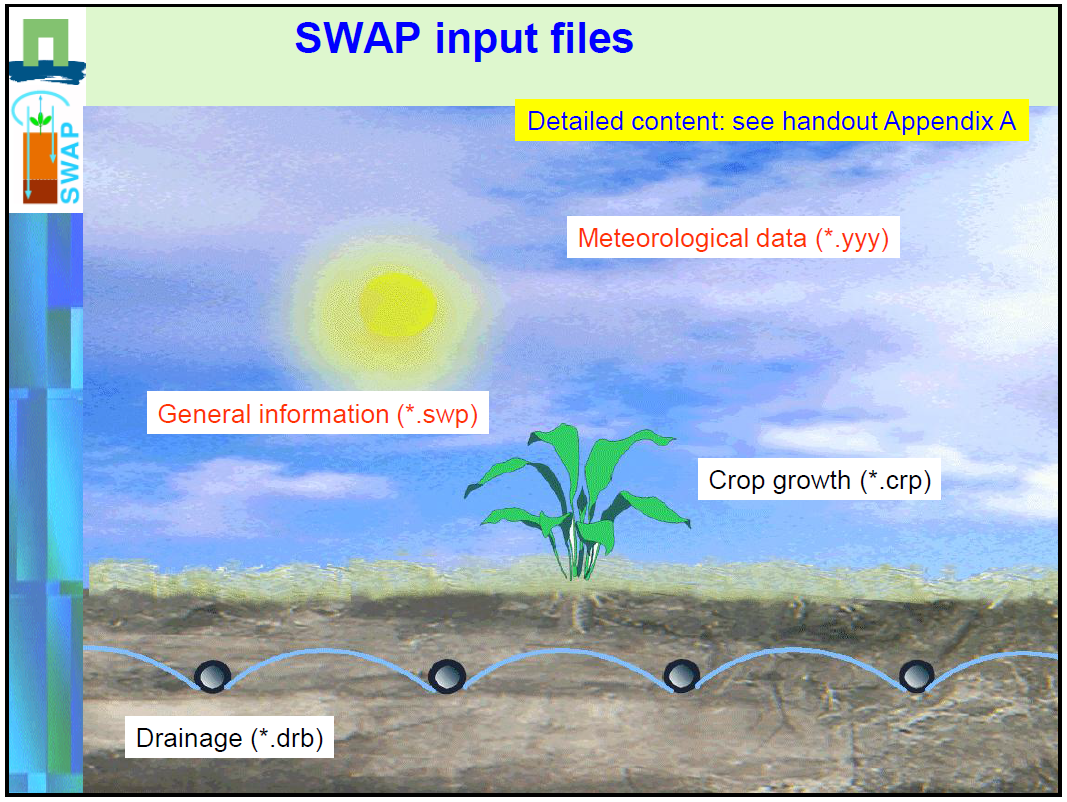 SWAP input files
SWAP
Detailed content: see handout Appendix A
Meteorological data (*.yyy)
General information (*.swp)
Crop growth (*.crp)
Drainage (*.drb)